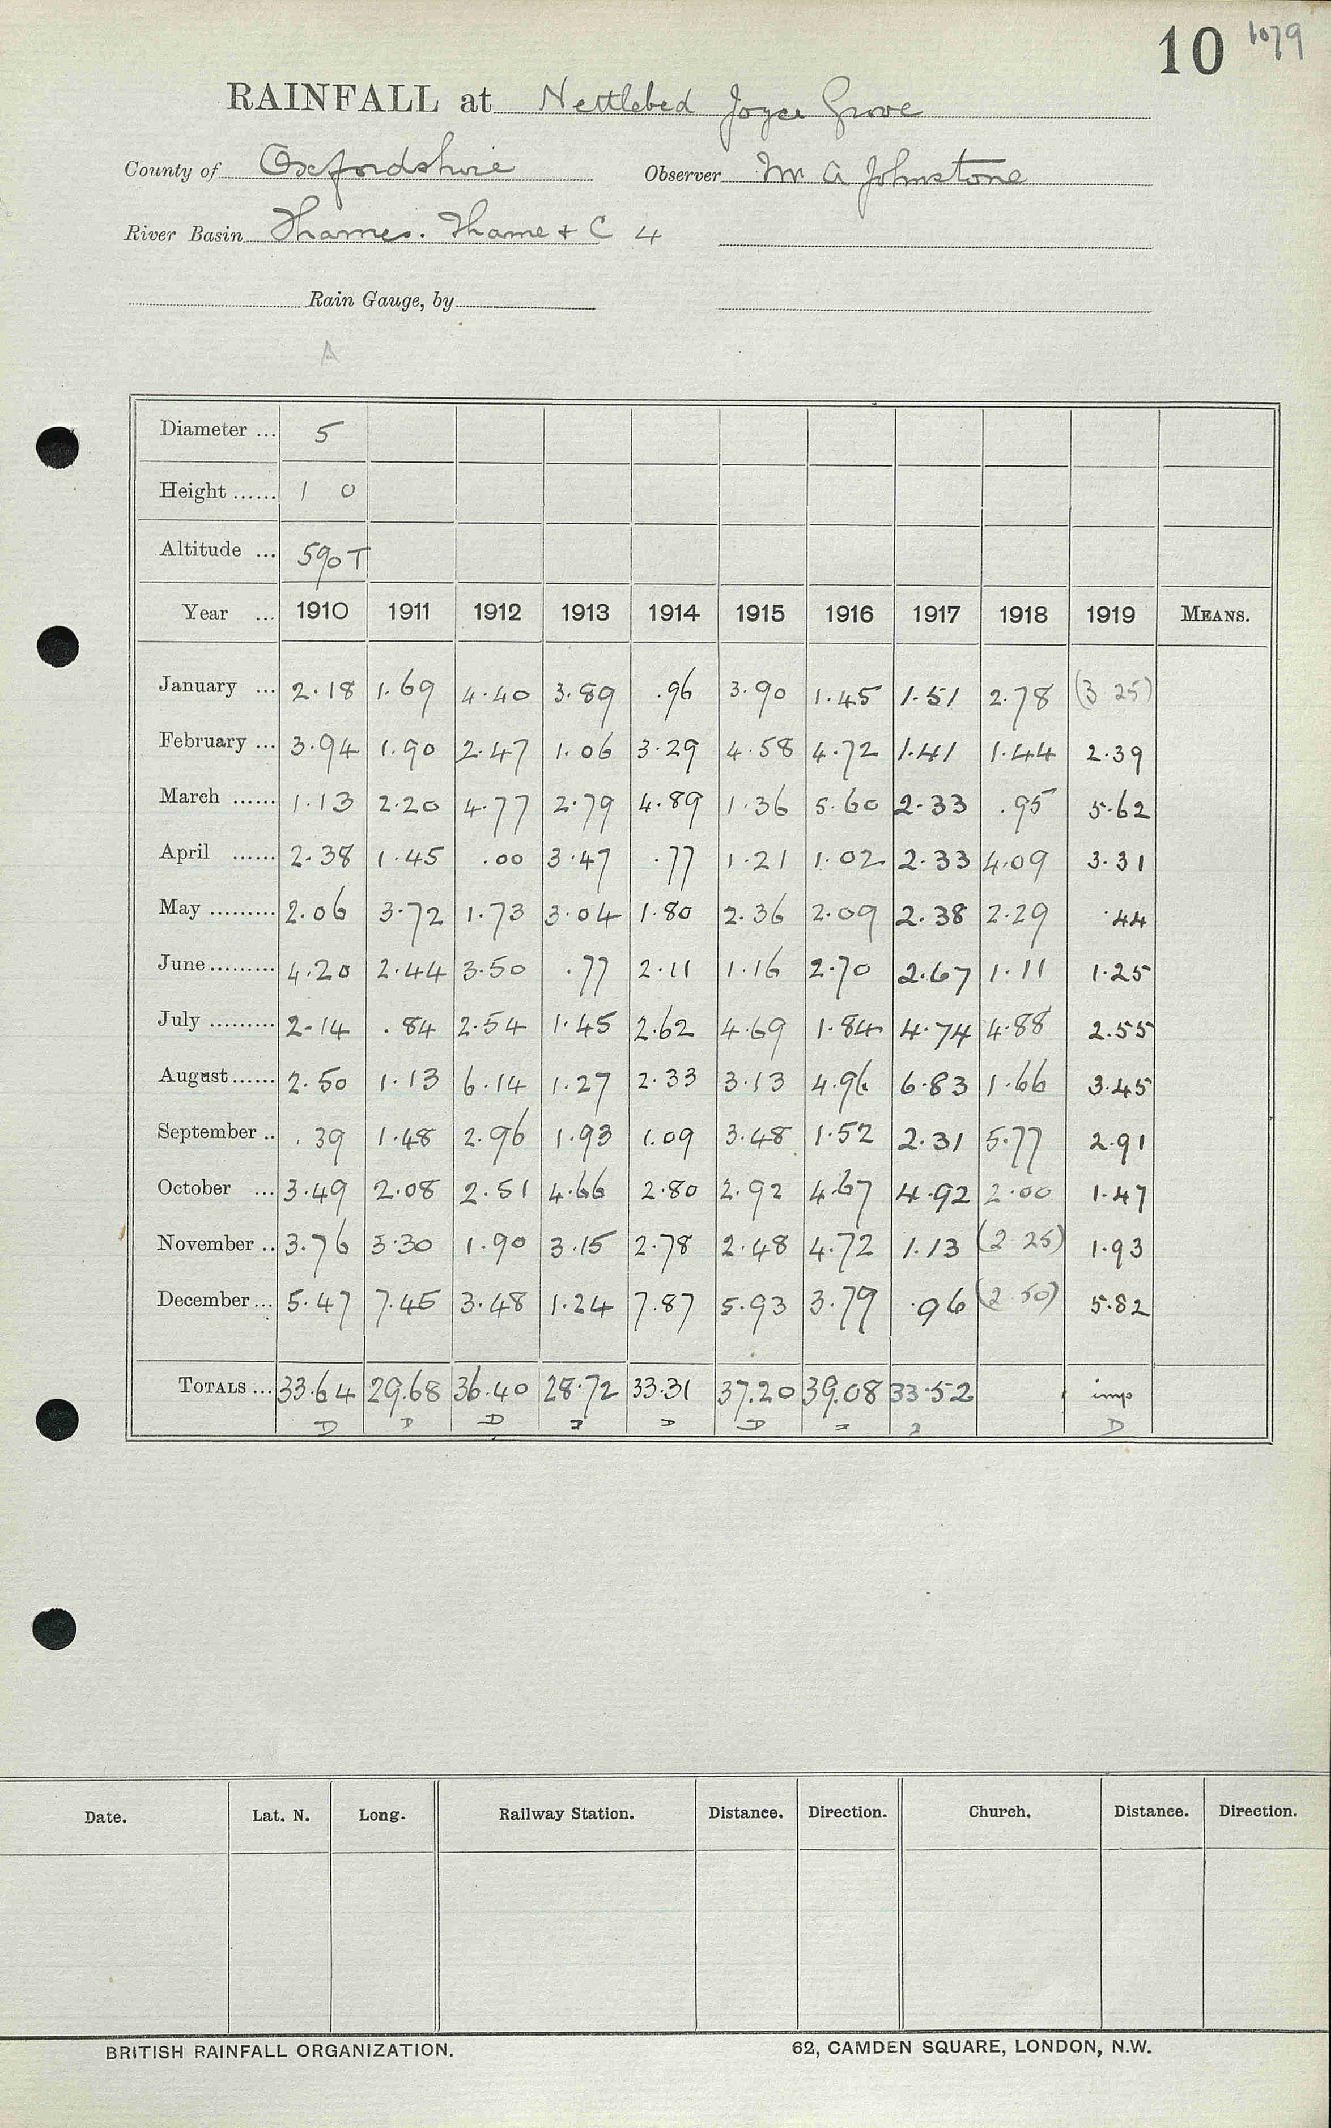 10 1079
RAINFALL at Nettlebed Joyce Grove
County of Oxfordshire Observer Mr A Johnstone
River Basin Thames. Thame + C 4
Rain Gauge, by
A
Diameter ... 5
Height ...... 1 0
Altitude ... 590T
Year ... 1910 1911 1912 1913 1914 1915 1916 1917 1918 1919 MEANS.
January ... 2.18 1.69 4.40 3.89 .96 3.90 1.45 1.51 2.78 (3 25)
February ... 3.94 1.90 2.47 1.06 3.29 4.58 4.72 1.41 1.44 2.39
March ...... 1.13 2.20 4.77 2.79 4.89 1.36 5.60 2.33 .95 5.62
April ...... 2.38 1.45 .00 3.47 .77 1.21 1.02 2.33 4.09 3.31
May ......... 2.06 3.72 1.73 3.04 1.80 2.36 2.09 2.38 2.29 .44
June......... 4.20 2.44 3.50 .77 2.11 1.16 2.70 2.67 1.11 1.25
July ......... 2.14 .84 2.54 1.45 2.62 4.69 1.84 4.74 4.88 2.55
August...... 2.50 1.13 6.14 1.27 2.33 3.13 4.96 6.83 1.66 3.45
September .. .39 1.48 2.96 1.93 1.09 3.48 1.52 2.31 5.77 2.91
October ... 3.49 2.08 2.51 4.66 2.80 2.92 4.67 4.92 2.00 1.47
November .. 3.76 3.30 1.90 3.15 2.78 2.48 4.72 1.13 (2 25) 1.93
December ... 5.47 7.45 3.48 1.24 7.87 5.93 3.79 .96 (2 50) 5.82
TOTALS ... 33.64 29.68 36.40 28.72 33.31 37.20 39.08 33.52 imp
D D D D D D D
Date. Lat. N. Long. Railway Station. Distance. Direction. Church. Distance. Direction.
BRITISH RAINFALL ORGANIZATION. 62, CAMDEN SQUARE, LONDON, N.W.